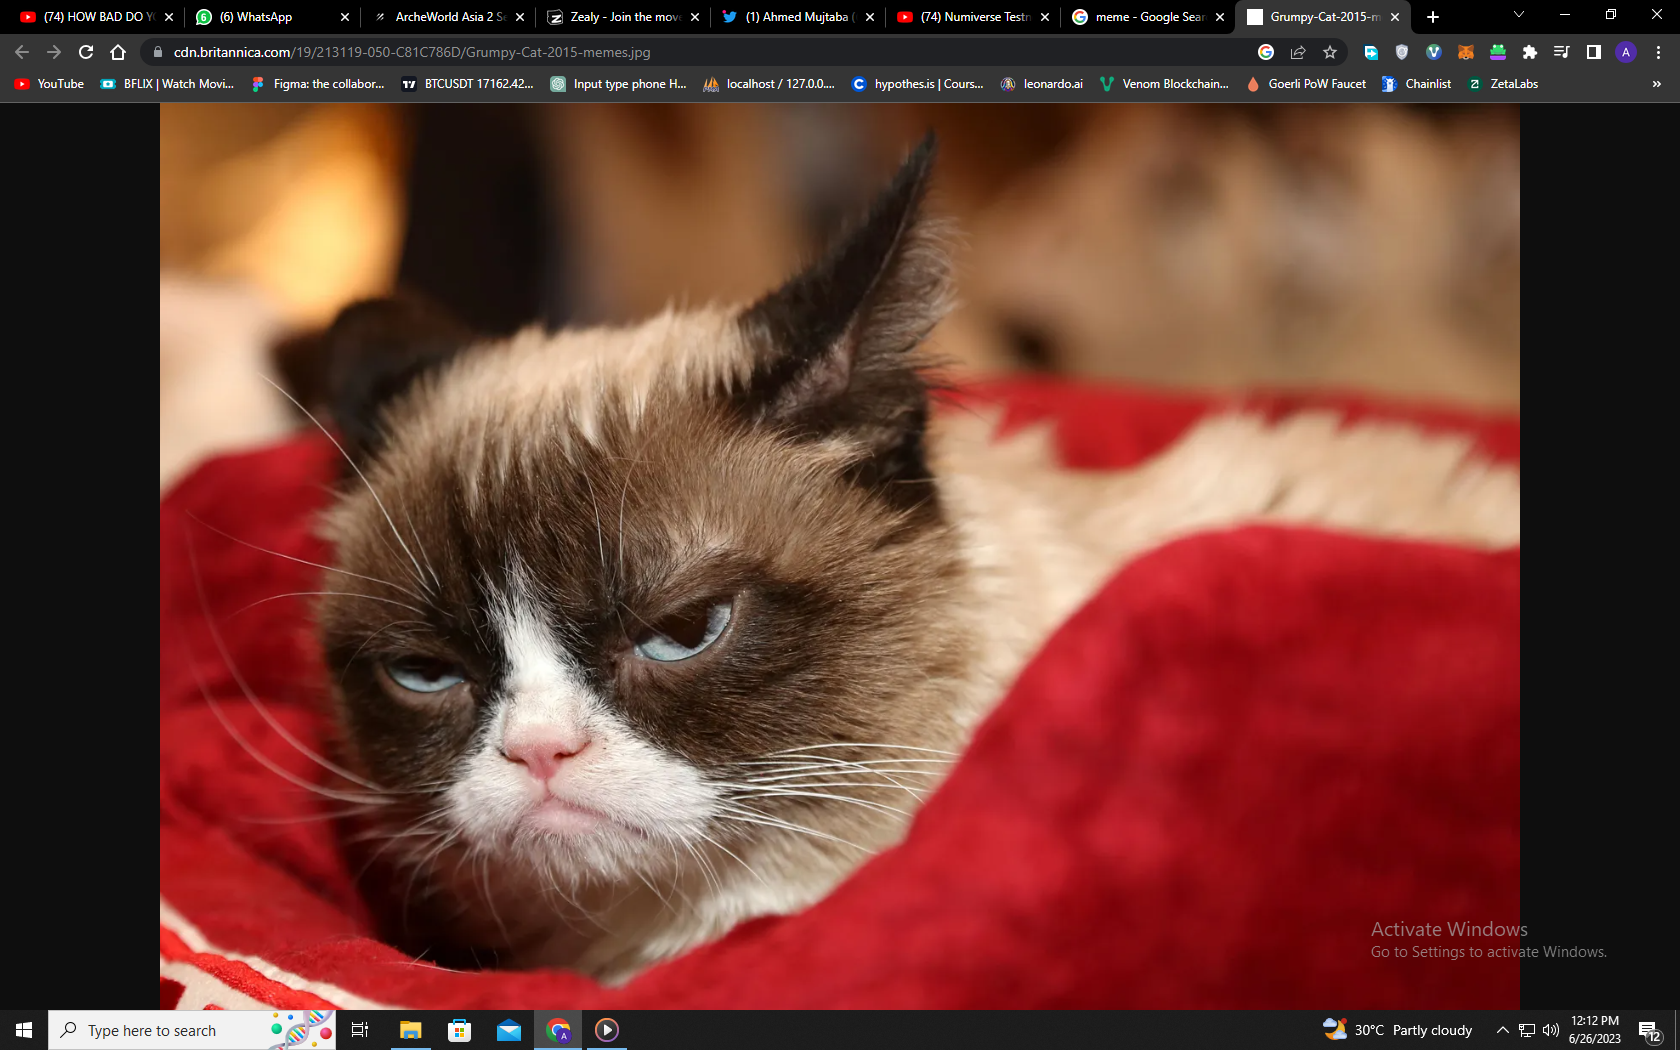 (74) HOW BAD DO Y
(6) WhatsApp
ArcheWorld Asia 2 Se
Zealy - Join the move
(1) Ahmed Mujtaba (
(74) Numiverse Testn
meme - Google Sear
Grumpy-Cat-2015-m
cdn.britannica.com/19/213119-050-C81C786D/Grumpy-Cat-2015-memes.jpg
A
YouTube
BFLIX | Watch Movi...
Figma: the collabor...
BTCUSDT 17162.42...
Input type phone H...
localhost / 127.0.0....
hypothes.is | Cours...
leonardo.ai
Venom Blockchain...
Goerli PoW Faucet
Chainlist
ZetaLabs
»
Activate Windows
Go to Settings to activate Windows.
Type here to search
30°C Partly cloudy
12:12 PM
6/26/2023
12